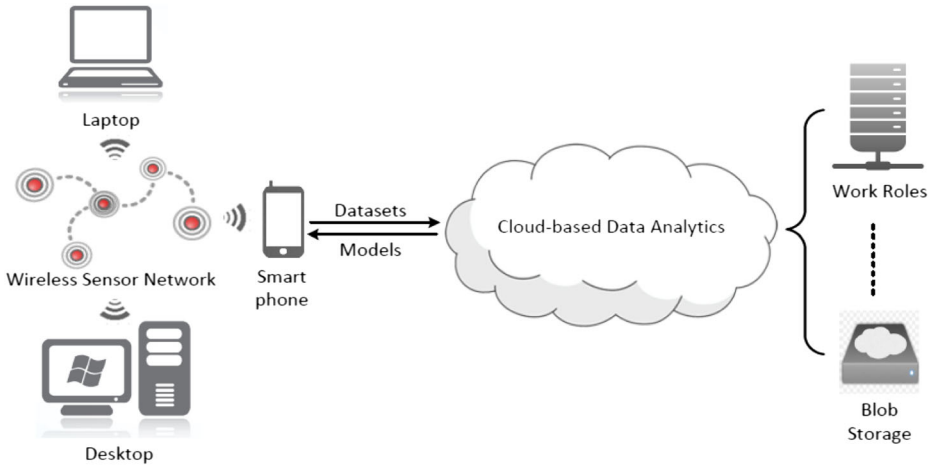 Laptop
Wireless Sensor Network
Desktop
Smart
phone
Datasets
Models
Cloud-based Data Analytics
Work Roles
Blob
Storage